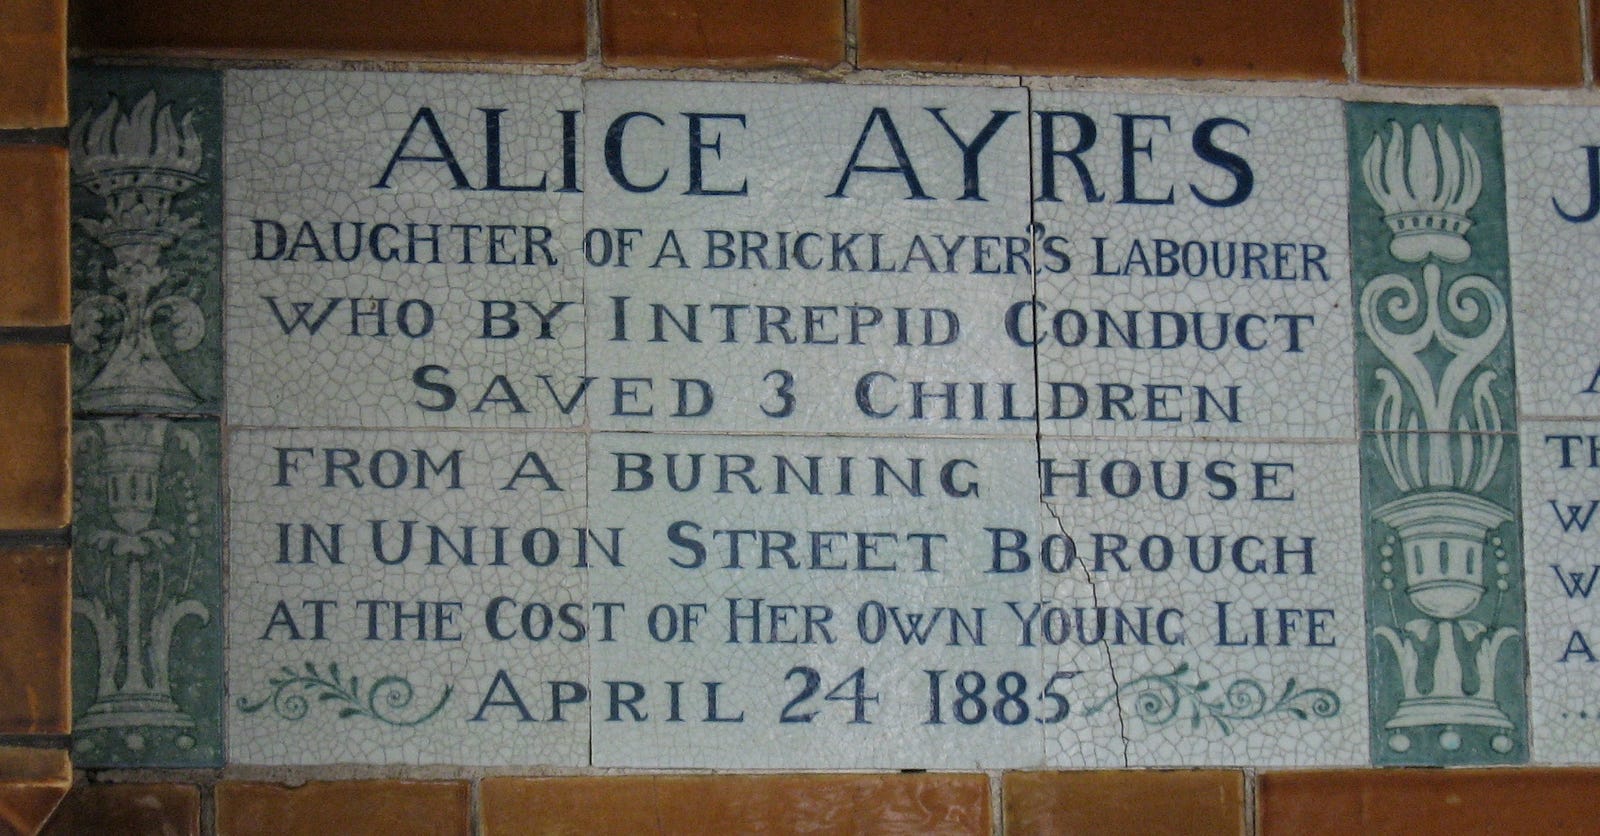 ALICE AYRES
DAUGHTER OF A BRICKLAYER'S LABOURER
WHO BY INTREPID CONDUCT
SAVED 3 CHILDREN
FROM A BURNING HOUSE
IN UNION STREET BOROUGH
AT THE COST OF HER OWN YOUNG LIFE
APRIL 24 1885